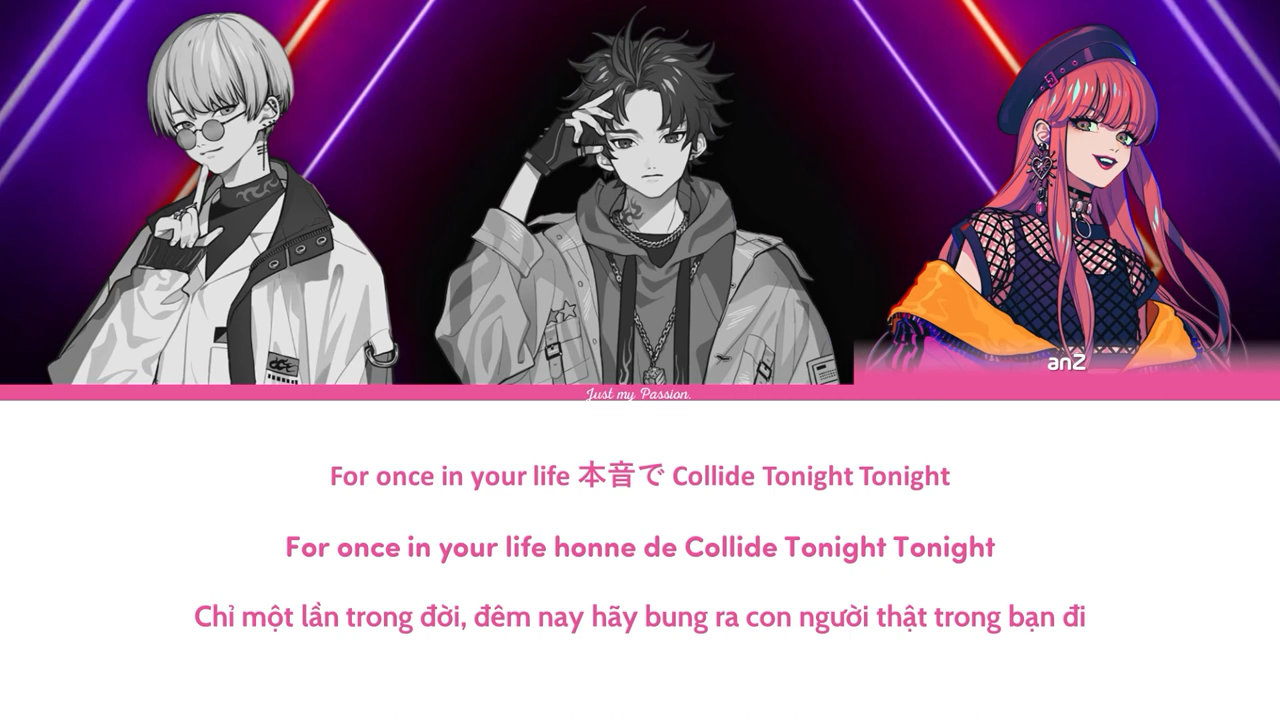 anZ
Just my Passion.
For once in your life 本音で Collide Tonight Tonight
For once in your life honne de Collide Tonight Tonight
Chỉ một lần trong đời, đêm nay hãy bung ra con người thật trong bạn đi